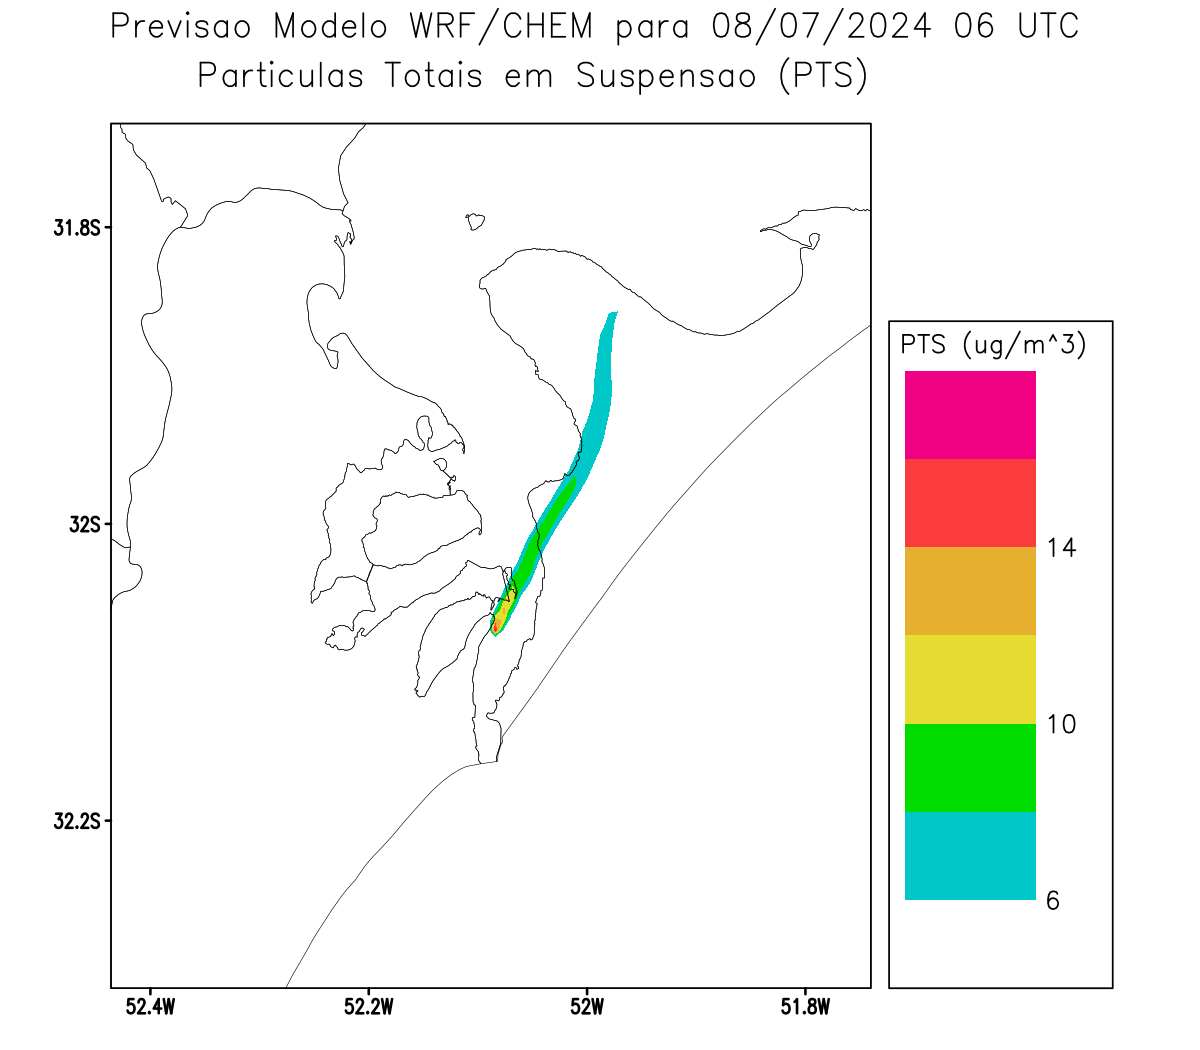 Previsao Modelo WRF/CHEM para 08/07/2024 06 UTC
Particulas Totais em Suspensao (PTS)
31.8S
32S
32.2S
52.4W
52.2W
52W
51.8W
PTS (ug/m^3)
14
10
6